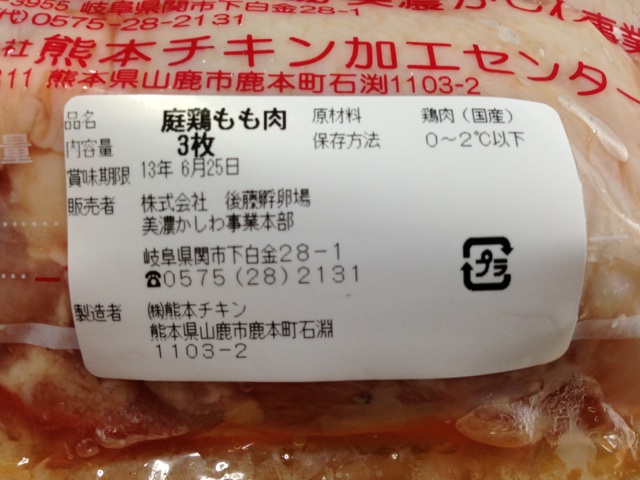 3955 岐阜県関市下白金28-
代)0575-28-2131
社 熊本チキン加工センター
811 熊本県山鹿市鹿本町石渕1103-2
品名 庭鶏もも肉 原材料 鶏肉(国産)
内容量 3枚 保存方法 0~2℃以下
賞味期限 13年 6月25日
販売者 株式会社 後藤孵卵場
美濃かしわ事業本部
岐阜県関市下白金28-1
☎0575(28)2131
プラ
製造者 ㈱熊本チキン
熊本県山鹿市鹿本町石淵
1103-2
量